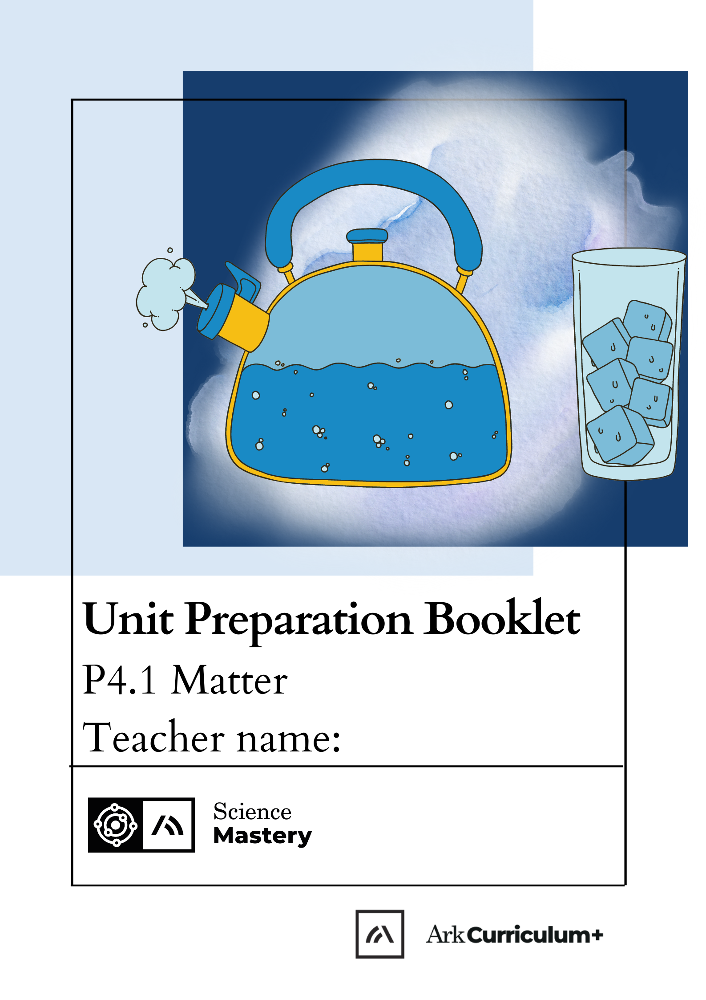 Unit Preparation Booklet
P4.1 Matter
Teacher name:
Science
Mastery
Ark Curriculum+